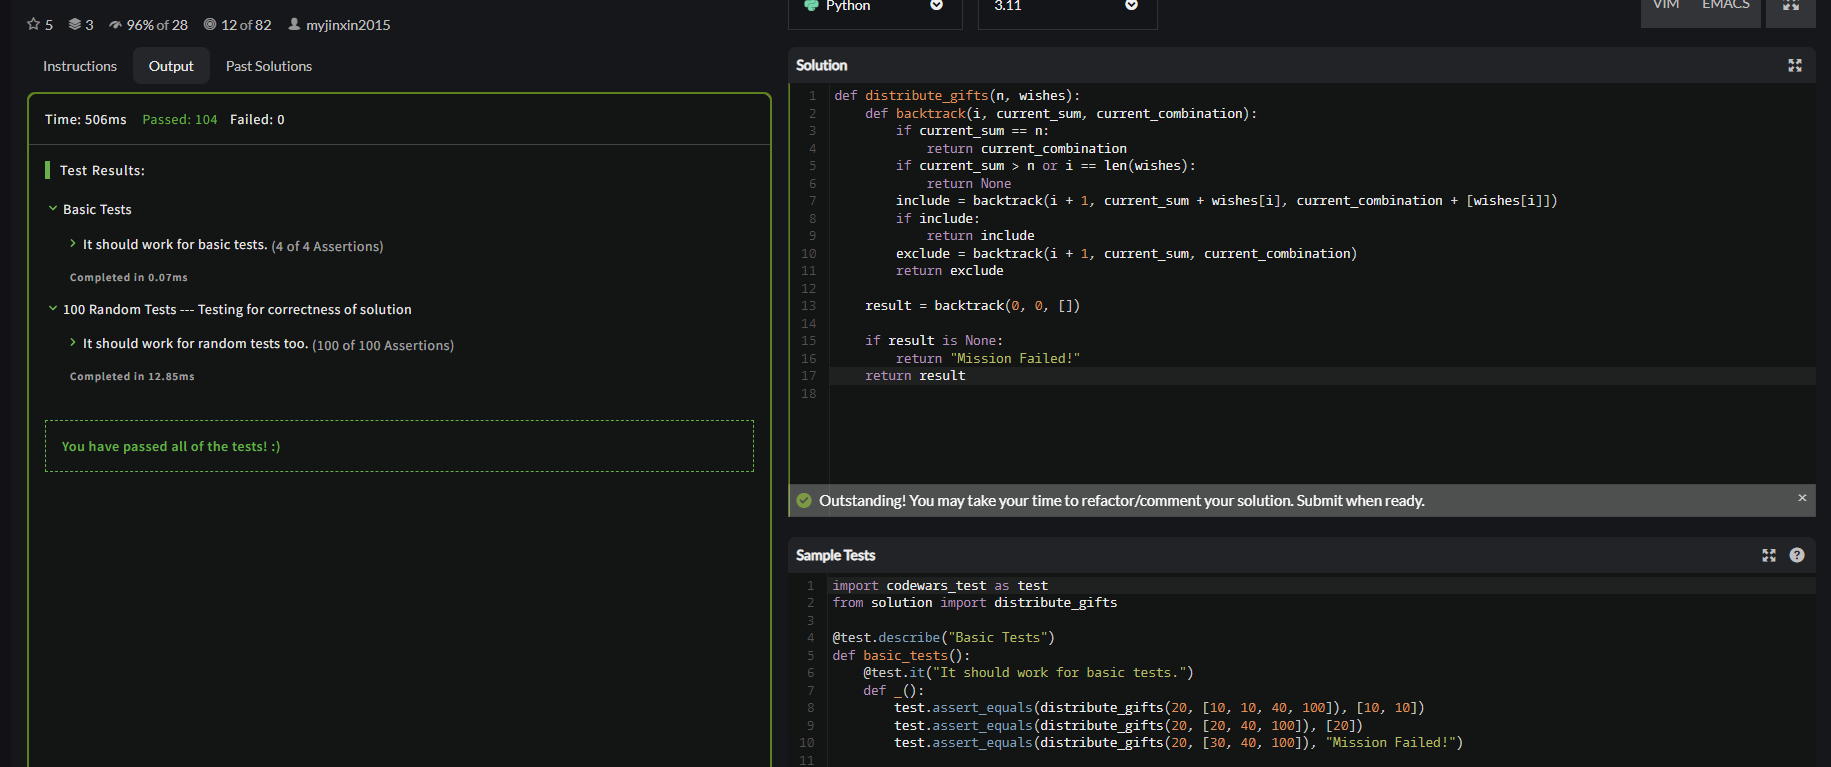 5 3 96% of 28 12 of 82 myjinxin2015
Instructions Output Past Solutions
Time: 506ms Passed: 104 Failed: 0
Test Results:
Basic Tests
It should work for basic tests. (4 of 4 Assertions)
Completed in 0.07ms
100 Random Tests --- Testing for correctness of solution
It should work for random tests too. (100 of 100 Assertions)
Completed in 12.85ms
You have passed all of the tests! :)
Python 3.11 VIM EMACS
Solution
1 def distribute_gifts(n, wishes):
2     def backtrack(i, current_sum, current_combination):
3         if current_sum == n:
4             return current_combination
5         if current_sum > n or i == len(wishes):
6             return None
7         include = backtrack(i + 1, current_sum + wishes[i], current_combination + [wishes[i]])
8         if include:
9             return include
10         exclude = backtrack(i + 1, current_sum, current_combination)
11         return exclude
12
13     result = backtrack(0, 0, [])
14
15     if result is None:
16         return "Mission Failed!"
17     return result
18
Outstanding! You may take your time to refactor/comment your solution. Submit when ready. ×
Sample Tests ?
1 import codewars_test as test
2 from solution import distribute_gifts
3
4 @test.describe("Basic Tests")
5 def basic_tests():
6     @test.it("It should work for basic tests.")
7     def _():
8         test.assert_equals(distribute_gifts(20, [10, 10, 40, 100]), [10, 10])
9         test.assert_equals(distribute_gifts(20, [20, 40, 100]), [20])
10         test.assert_equals(distribute_gifts(20, [30, 40, 100]), "Mission Failed!")
11